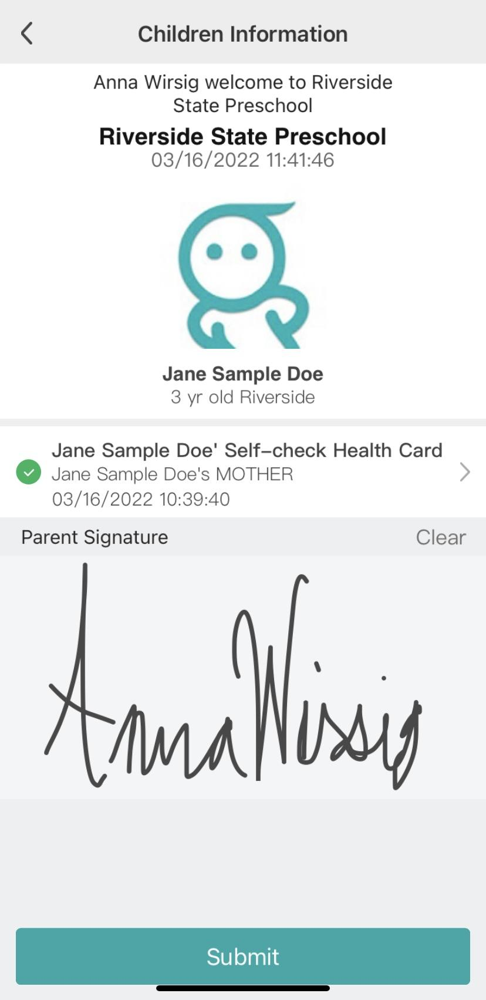 Children Information
Anna Wirsig welcome to Riverside
State Preschool
Riverside State Preschool
03/16/2022 11:41:46
Jane Sample Doe
3 yr old Riverside
Jane Sample Doe' Self-check Health Card
Jane Sample Doe's MOTHER
03/16/2022 10:39:40
Parent Signature
Clear
Anna Wirsig
Submit